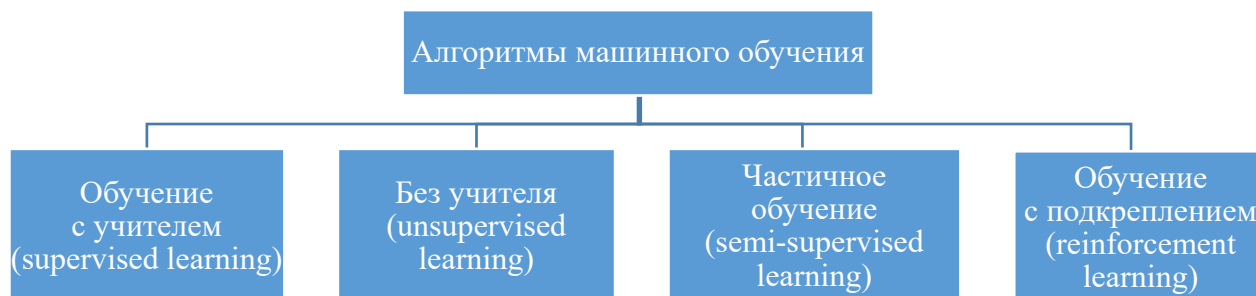 Алгоритмы машинного обучения
Обучение
с учителем
(supervised learning)
Без учителя
(unsupervised
learning)
Частичное
обучение
(semi-supervised
learning)
Обучение
с подкреплением
(reinforcement
learning)